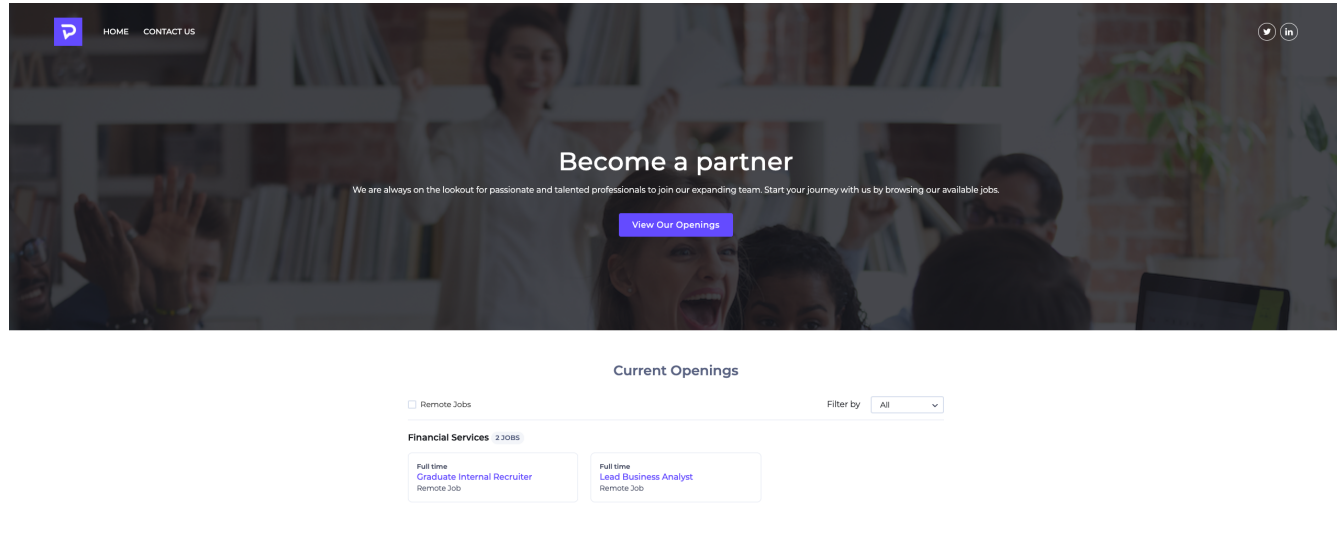 HOME CONTACT US
Become a partner
We are always on the lookout for passionate and talented professionals to join our expanding team. Start your journey with us by browsing our available jobs.
View Our Openings
Current Openings
Remote Jobs
Filter by All
Financial Services 2 JOBS
Full time
Graduate Internal Recruiter
Remote Job
Full time
Lead Business Analyst
Remote Job